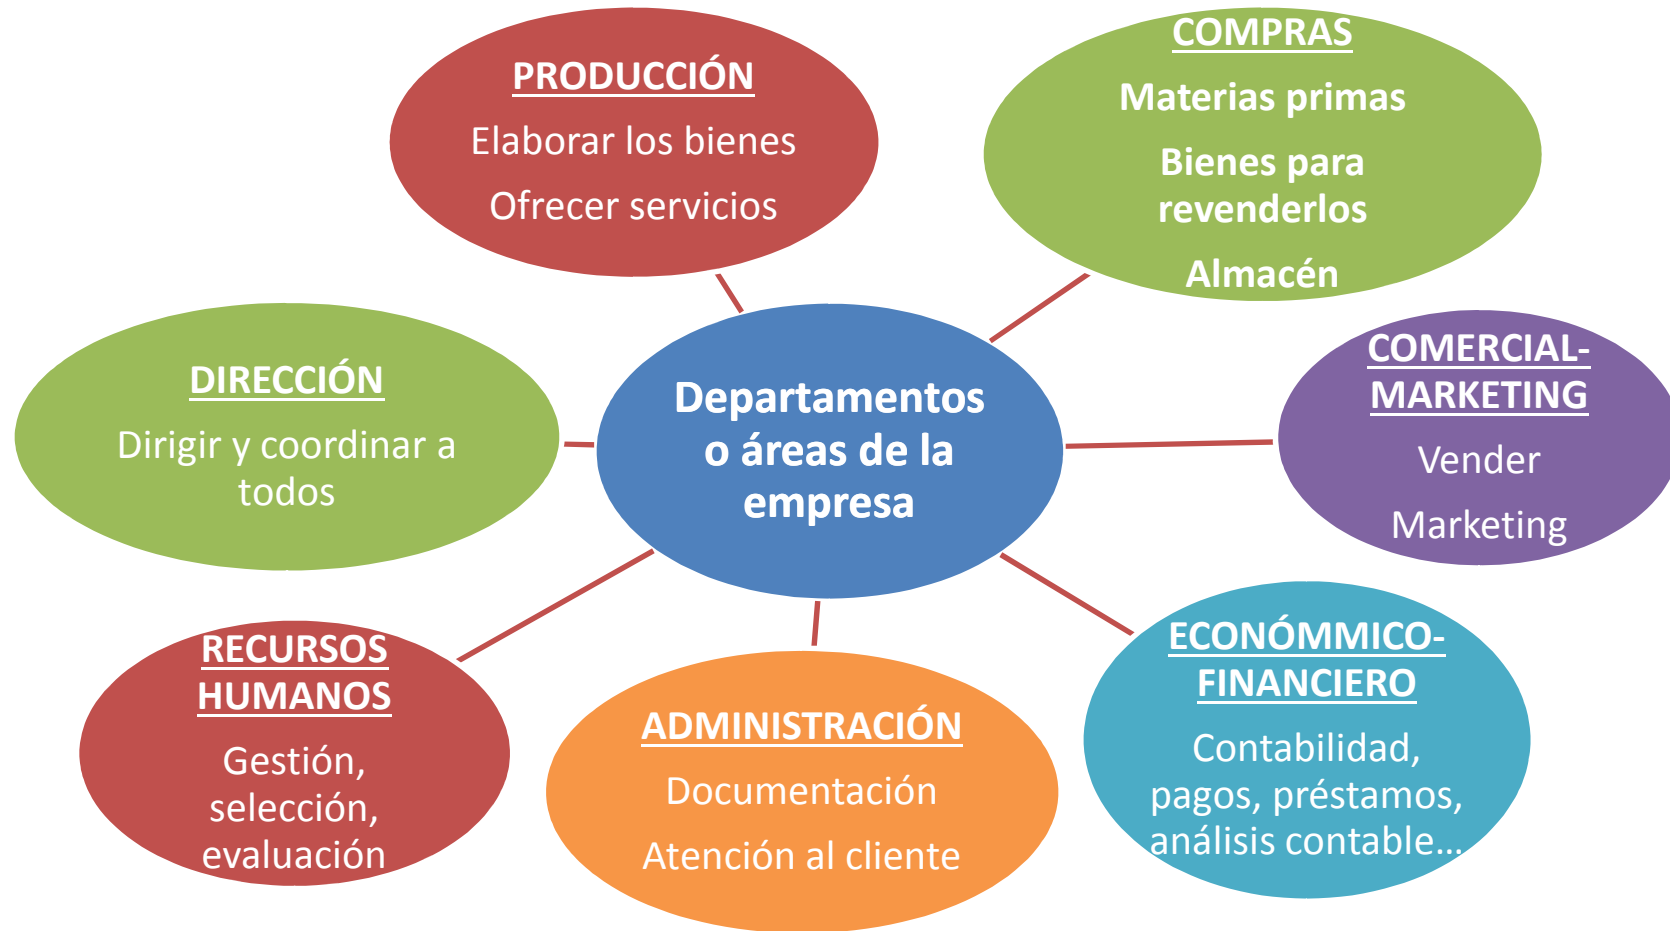 PRODUCCIÓN
Elaborar los bienes
Ofrecer servicios
COMPRAS
Materias primas
Bienes para
revenderlos
Almacén
DIRECCIÓN
Dirigir y coordinar a
todos
Departamentos
o áreas de la
empresa
COMERCIAL-
MARKETING
Vender
Marketing
RECURSOS
HUMANOS
Gestión,
selección,
evaluación
ADMINISTRACIÓN
Documentación
Atención al cliente
ECONÓMMICO-
FINANCIERO
Contabilidad,
pagos, préstamos,
análisis contable...